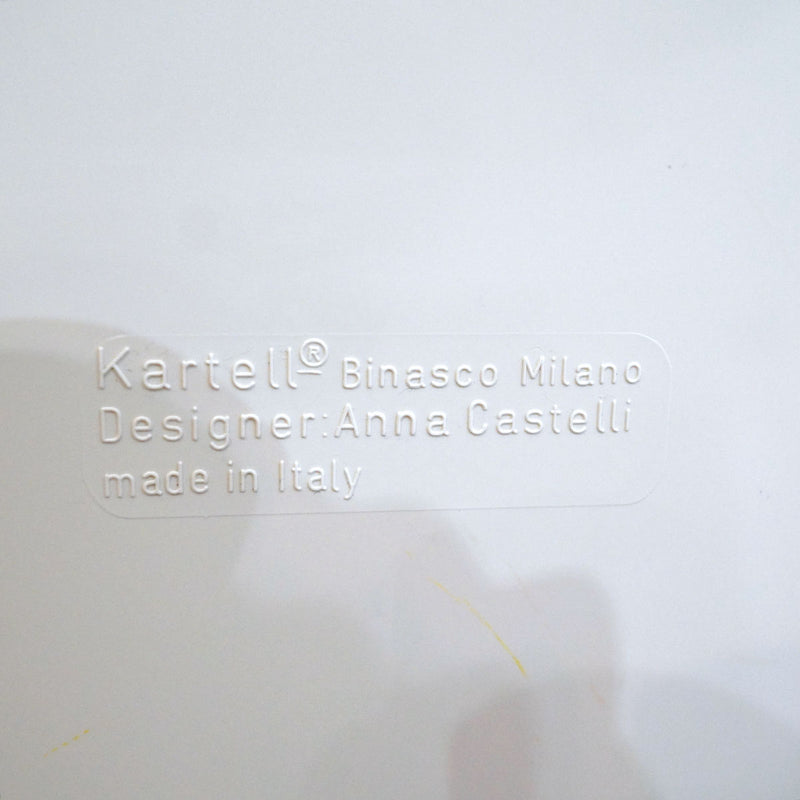 Kartell® Binasco Milano
Designer:Anna Castelli
made in Italy